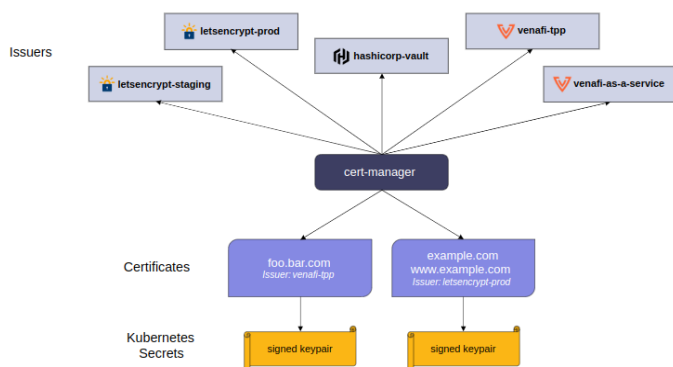 letsencrypt-prod
venafi-tpp
Issuers
hashicorp-vault
letsencrypt-staging
venafi-as-a-service
cert-manager
Certificates
foo.bar.com
Issuer: venafi-tpp
example.com
www.example.com
Issuer: letsencrypt-prod
Kubernetes
Secrets
signed keypair
signed keypair